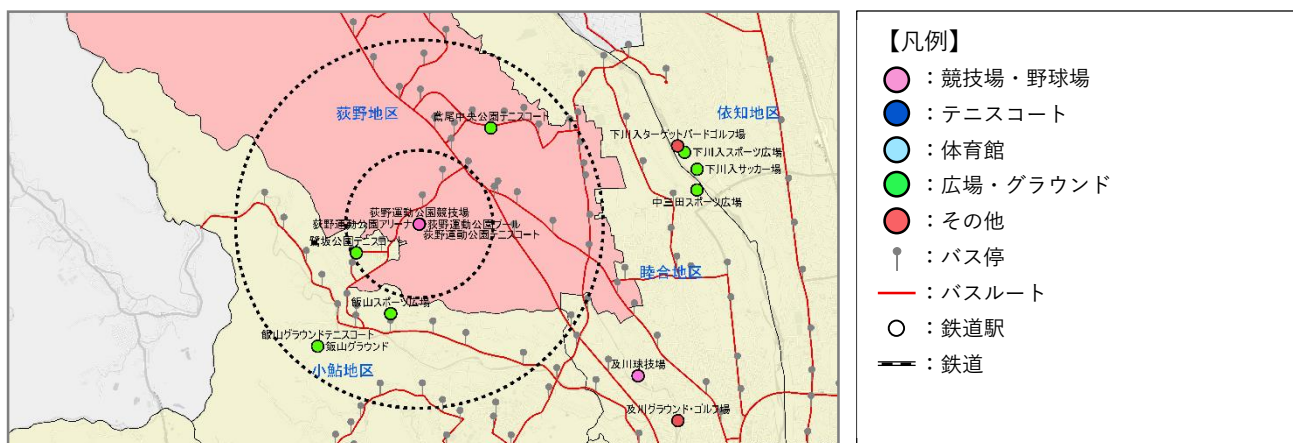 荻野地区
依知地区
鳶尾中央公園テニスコート
下川入ターゲットバードゴルフ場
下川入スポーツ広場
下川入サッカー場
中三田スポーツ広場
荻野運動公園競技場
荻野運動公園アリーナ
荻野運動公園プール
荻野運動公園テニスコート
鷺坂公園テニスコート
睦合地区
飯山スポーツ広場
飯山グラウンドテニスコート
飯山グラウンド
小鮎地区
及川球技場
及川グラウンド・ゴルフ場
【凡例】
：競技場・野球場
：テニスコート
：体育館
：広場・グラウンド
：その他
：バス停
：バスルート
：鉄道駅
：鉄道